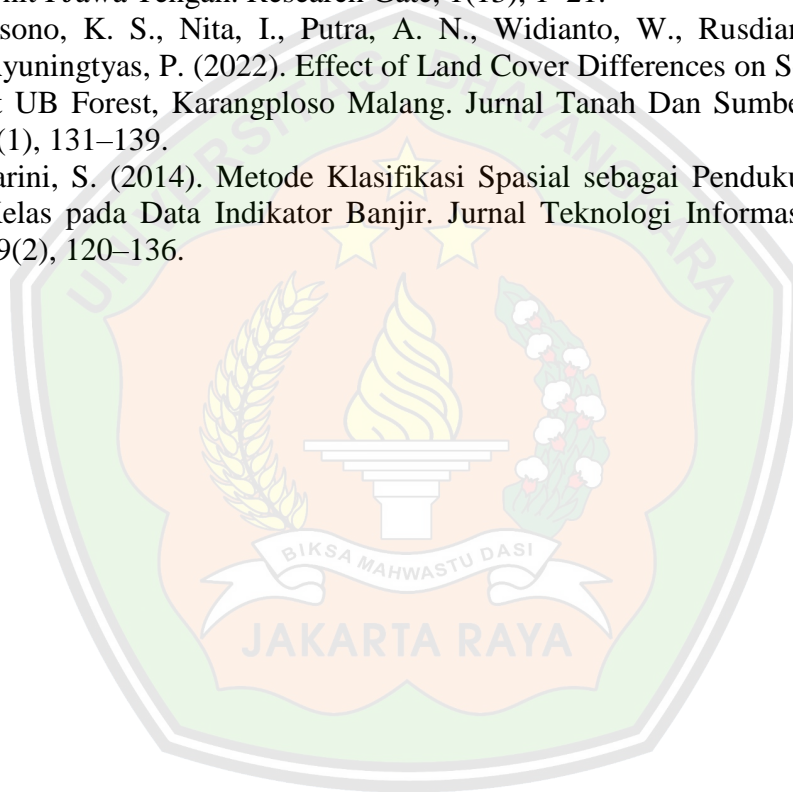 Jawa Tengah. Research Gate, 1(13), 1–21.
sono, K. S., Nita, I., Putra, A. N., Widianto, W., Rusdian
yuningtyas, P. (2022). Effect of Land Cover Differences on S
t UB Forest, Karangploso Malang. Jurnal Tanah Dan Sumbe
(1), 131–139.
arini, S. (2014). Metode Klasifikasi Spasial sebagai Penduku
Kelas pada Data Indikator Banjir. Jurnal Teknologi Informas
9(2), 120–136.
UNIVERSITAS BHAYANGKARA
BIKSA MAHWASTU DASI
JAKARTA RAYA